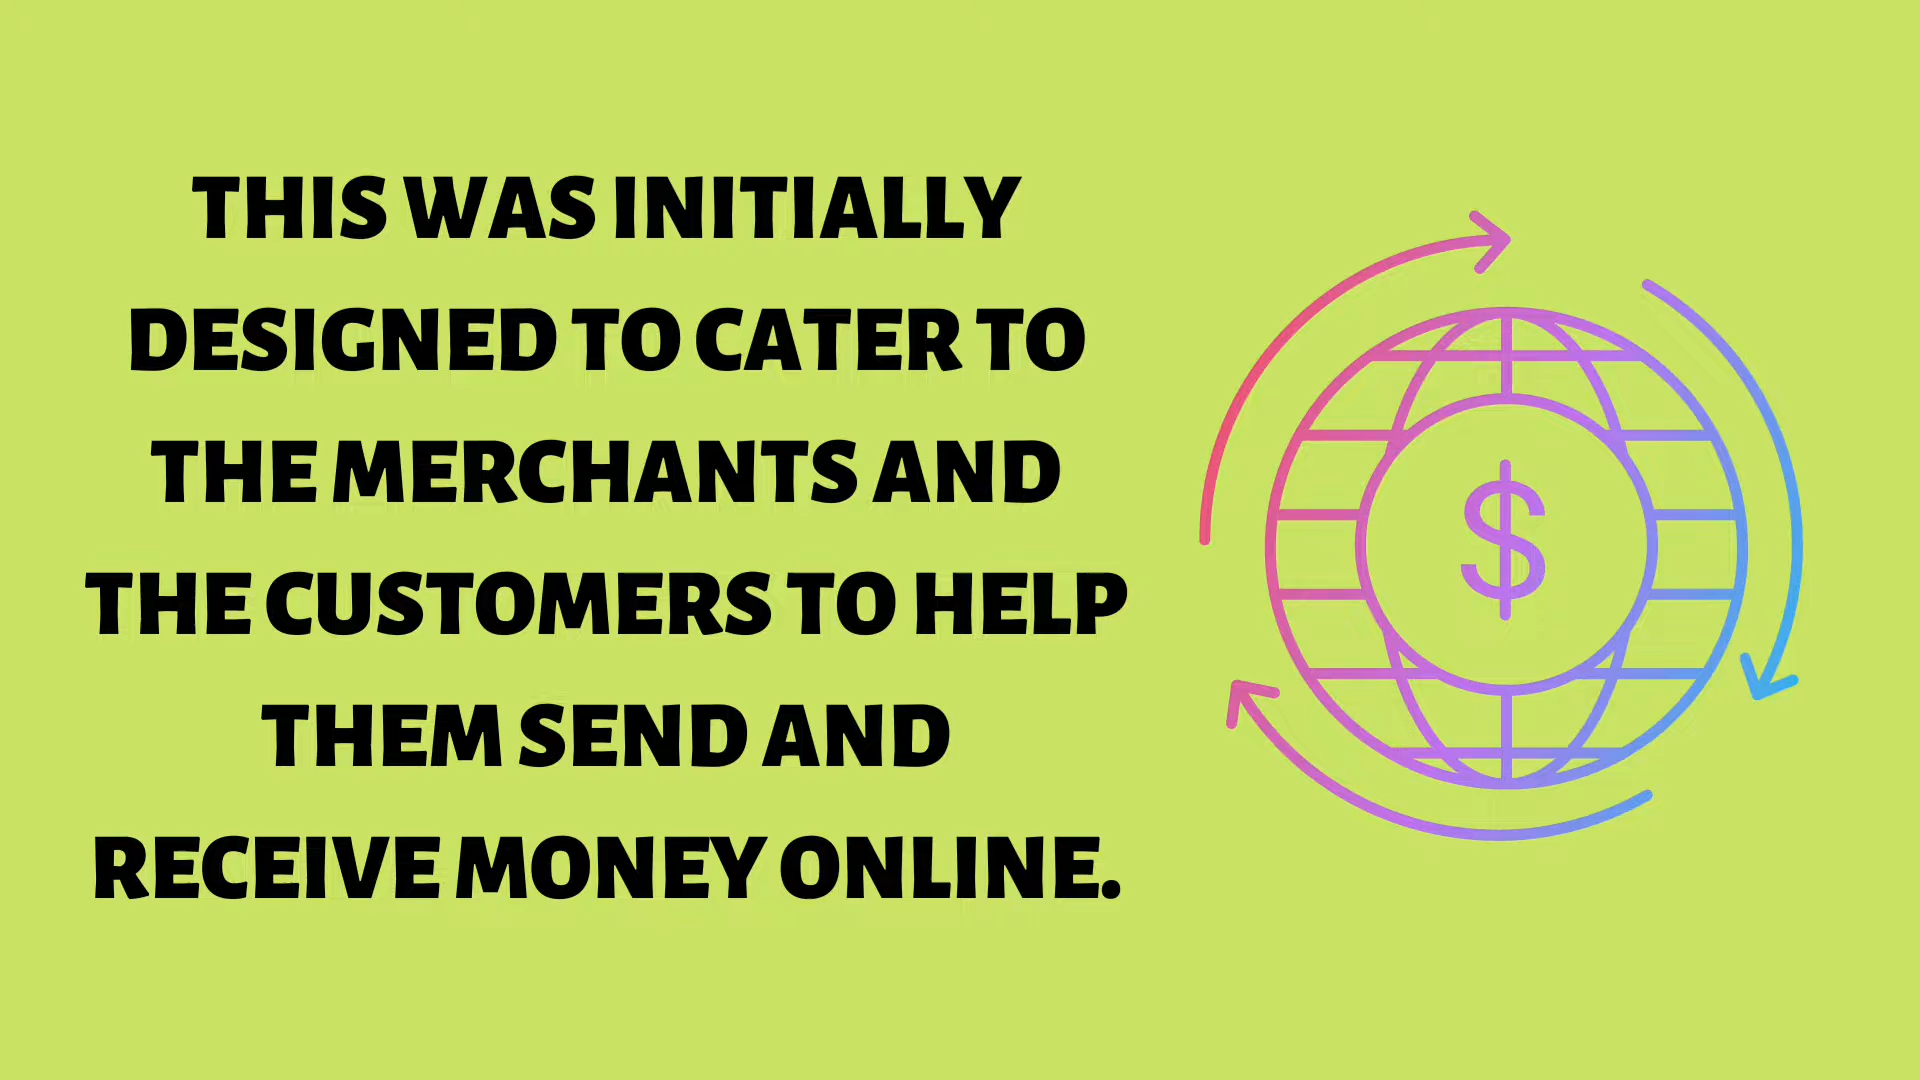 THIS WAS INITIALLY
DESIGNED TO CATER TO
THE MERCHANTS AND
THE CUSTOMERS TO HELP
THEM SEND AND
RECEIVE MONEY ONLINE.
$